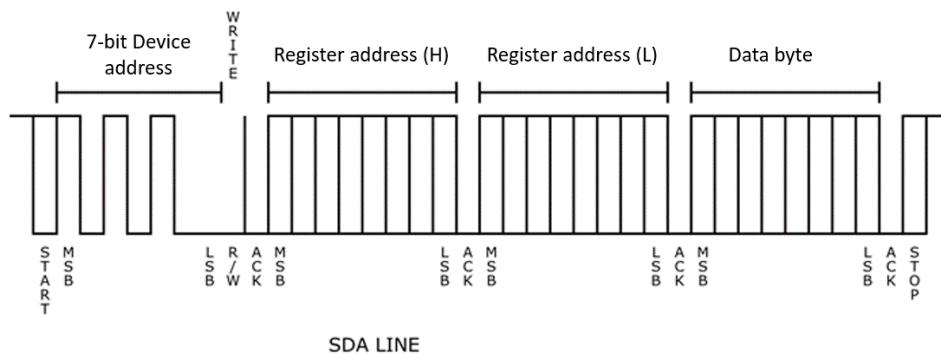 WRITE
7-bit Device
address
Register address (H)
Register address (L)
Data byte
START
MSB
LSB
R/W
ACK
MSB
LSB
ACK
MSB
LSB
ACK
MSB
LSB
ACK
STOP
SDA LINE